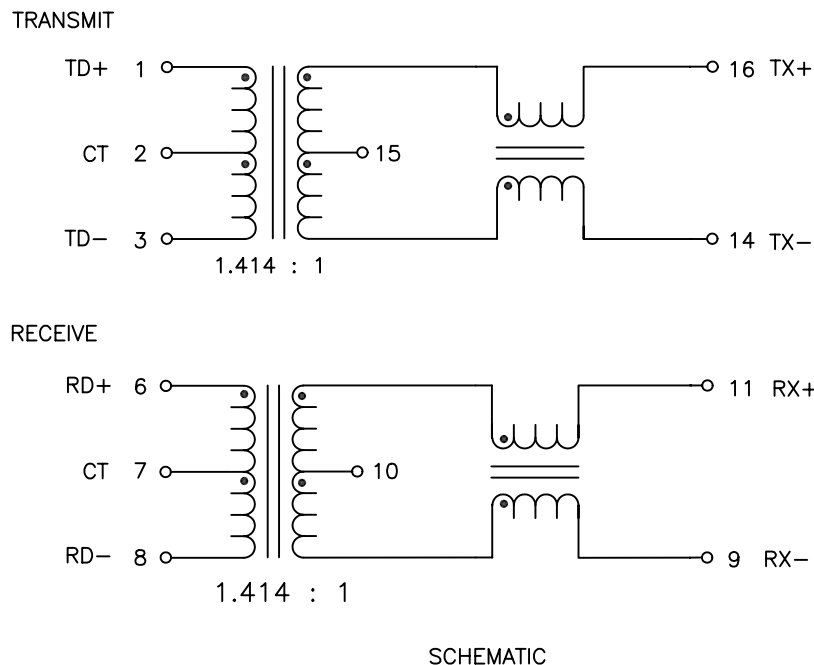 TRANSMIT
TD+ 1 16 TX+
CT 2 15
TD− 3 14 TX−
1.414 : 1
RECEIVE
RD+ 6 11 RX+
CT 7 10
RD− 8 9 RX−
1.414 : 1
SCHEMATIC